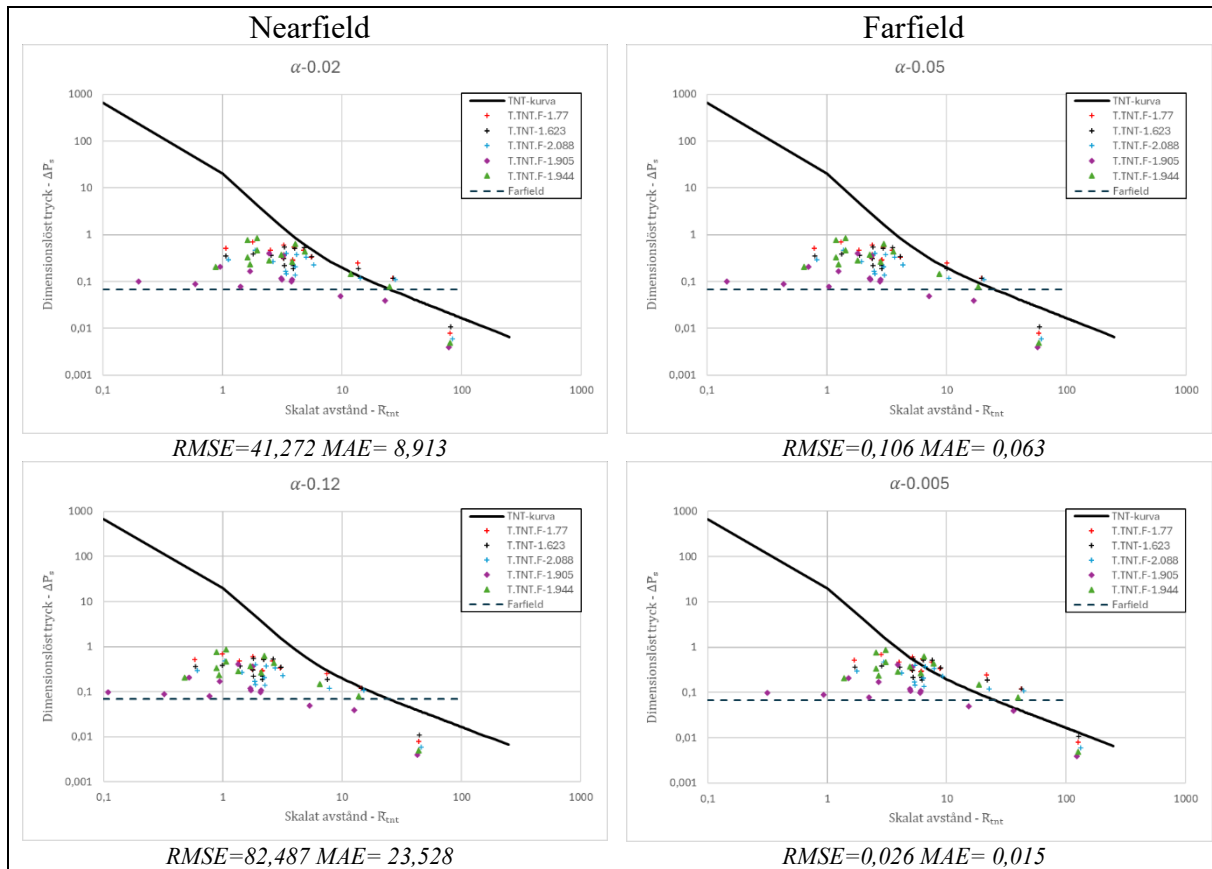 Nearfield
Farfield
α-0.02
1000
100
10
1
0,1
0,01
0,001
Dimensionslöst tryck - ΔPₛ
0,1
1
10
100
1000
Skalat avstånd - R̅ₜₙₜ
TNT-kurva
T.TNT.F-1.77
T.TNT-1.623
T.TNT.F-2.088
T.TNT.F-1.905
T.TNT.F-1.944
Farfield
RMSE=41,272 MAE= 8,913
α-0.05
1000
100
10
1
0,1
0,01
0,001
Dimensionslöst tryck - ΔPₛ
0,1
1
10
100
1000
Skalat avstånd - R̅ₜₙₜ
TNT-kurva
T.TNT.F-1.77
T.TNT-1.623
T.TNT.F-2.088
T.TNT.F-1.905
T.TNT.F-1.944
Farfield
RMSE=0,106 MAE= 0,063
α-0.12
1000
100
10
1
0,1
0,01
0,001
Dimensionslöst tryck - ΔPₛ
0,1
1
10
100
1000
Skalat avstånd - R̅ₜₙₜ
TNT-kurva
T.TNT.F-1.77
T.TNT-1.623
T.TNT.F-2.088
T.TNT.F-1.905
T.TNT.F-1.944
Farfield
RMSE=82,487 MAE= 23,528
α-0.005
1000
100
10
1
0,1
0,01
0,001
Dimensionslöst tryck - ΔPₛ
0,1
1
10
100
1000
Skalat avstånd - R̅ₜₙₜ
TNT-kurva
T.TNT.F-1.77
T.TNT-1.623
T.TNT.F-2.088
T.TNT.F-1.905
T.TNT.F-1.944
Farfield
RMSE=0,026 MAE= 0,015